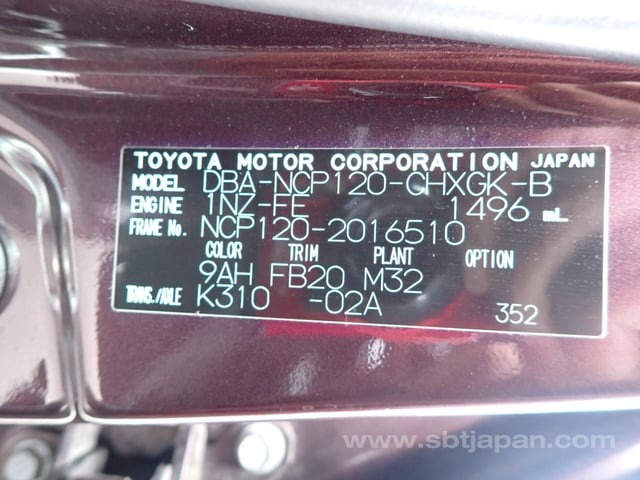 TOYOTA MOTOR CORPORATION JAPAN
MODEL DBA-NCP120-CHXGK-B
ENGINE 1NZ-FE 1496 mL
FRAME No. NCP120-2016510
COLOR TRIM PLANT OPTION
9AH FB20 M32
TRANS./AXLE K310 -02A 352
www.sbtjapan.com